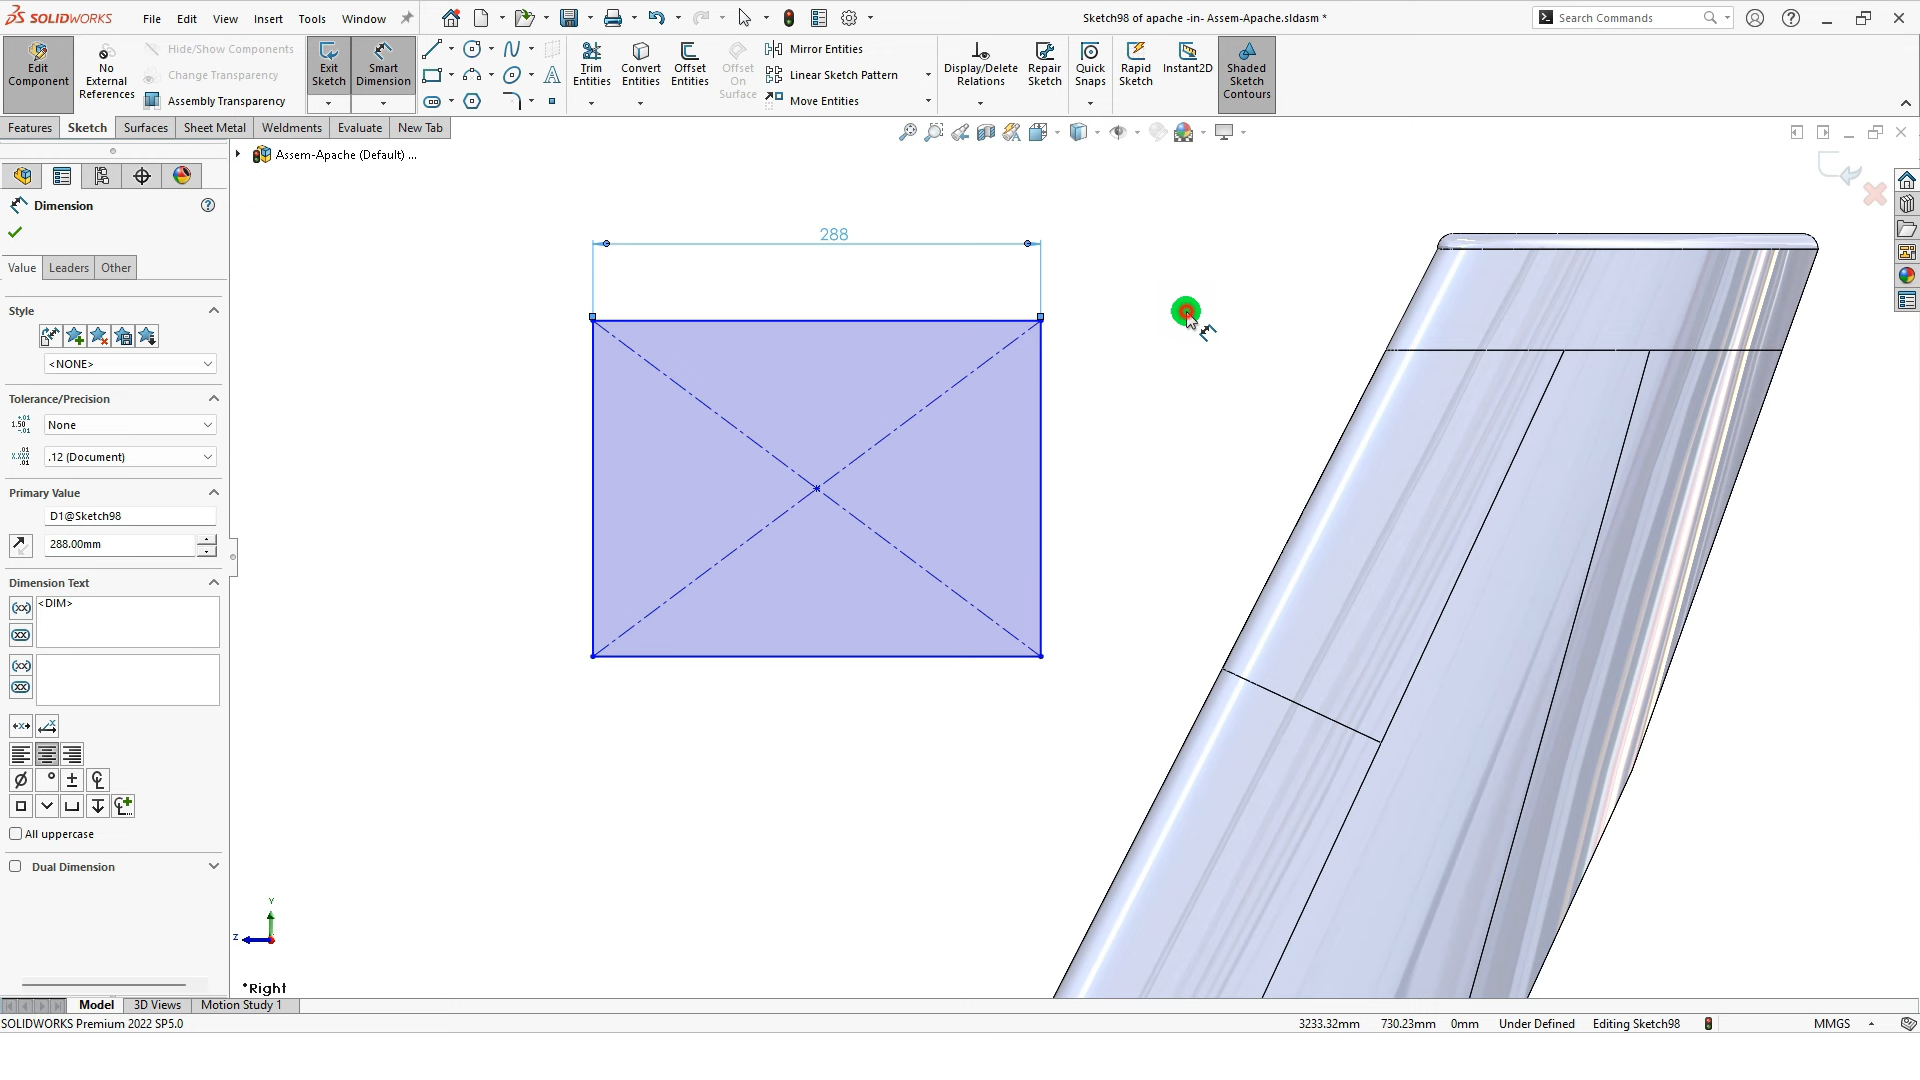 SOLIDWORKS
File Edit View Insert Tools Window
Sketch98 of apache -in- Assem-Apache.sldasm *
Search Commands
Edit Component
No External References
Hide/Show Components
Change Transparency
Assembly Transparency
Exit Sketch
Smart Dimension
Trim Entities
Convert Entities
Offset Entities
Offset On Surface
Mirror Entities
Linear Sketch Pattern
Move Entities
Display/Delete Relations
Repair Sketch
Quick Snaps
Rapid Sketch
Instant2D
Shaded Sketch Contours
Features Sketch Surfaces Sheet Metal Weldments Evaluate New Tab
Assem-Apache (Default) ...
Dimension
Value Leaders Other
Style
<NONE>
Tolerance/Precision
None
.12 (Document)
Primary Value
D1@Sketch98
288.00mm
Dimension Text
<DIM>
All uppercase
Dual Dimension
288
Y
Z
*Right
Model 3D Views Motion Study 1
SOLIDWORKS Premium 2022 SP5.0
3233.32mm 730.23mm 0mm Under Defined Editing Sketch98 MMGS